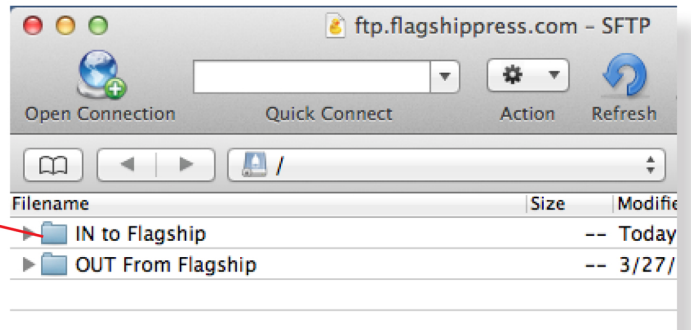 ftp.flagshippress.com – SFTP
Open Connection Quick Connect Action Refresh
/
Filename Size Modifie
IN to Flagship -- Today
OUT From Flagship -- 3/27/